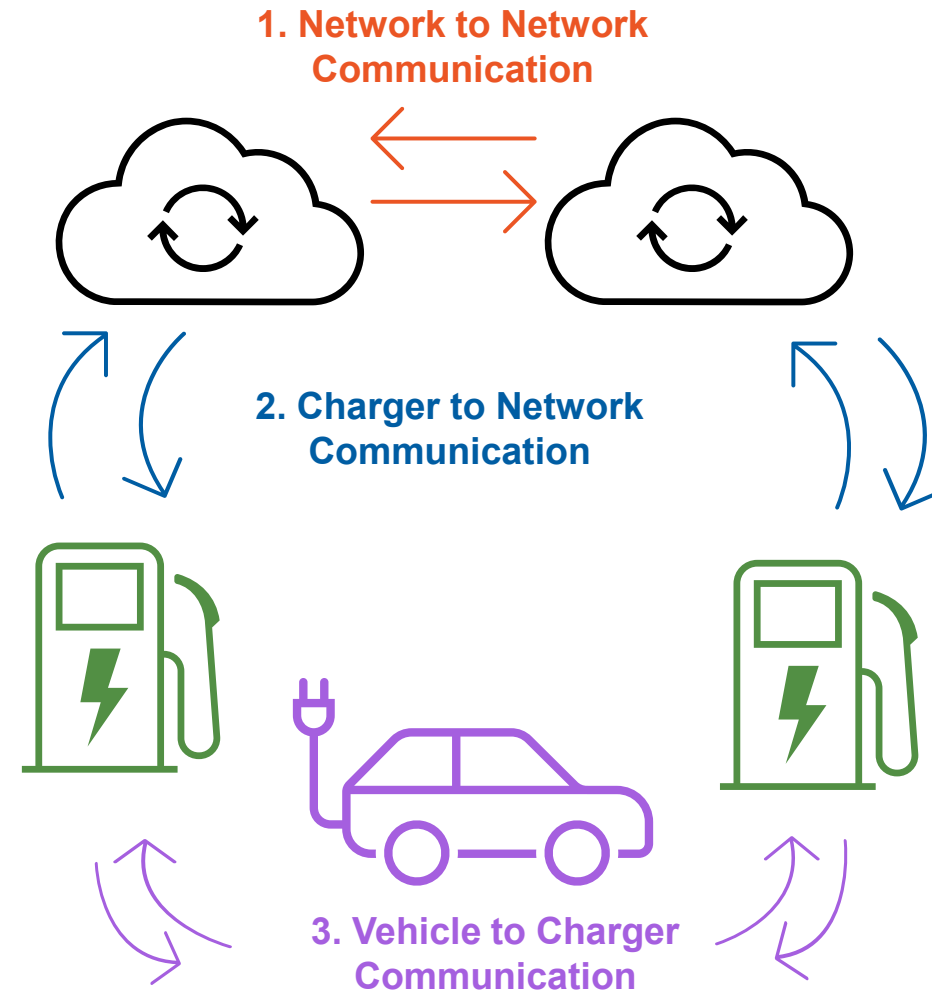 1. Network to Network
Communication
2. Charger to Network
Communication
3. Vehicle to Charger
Communication